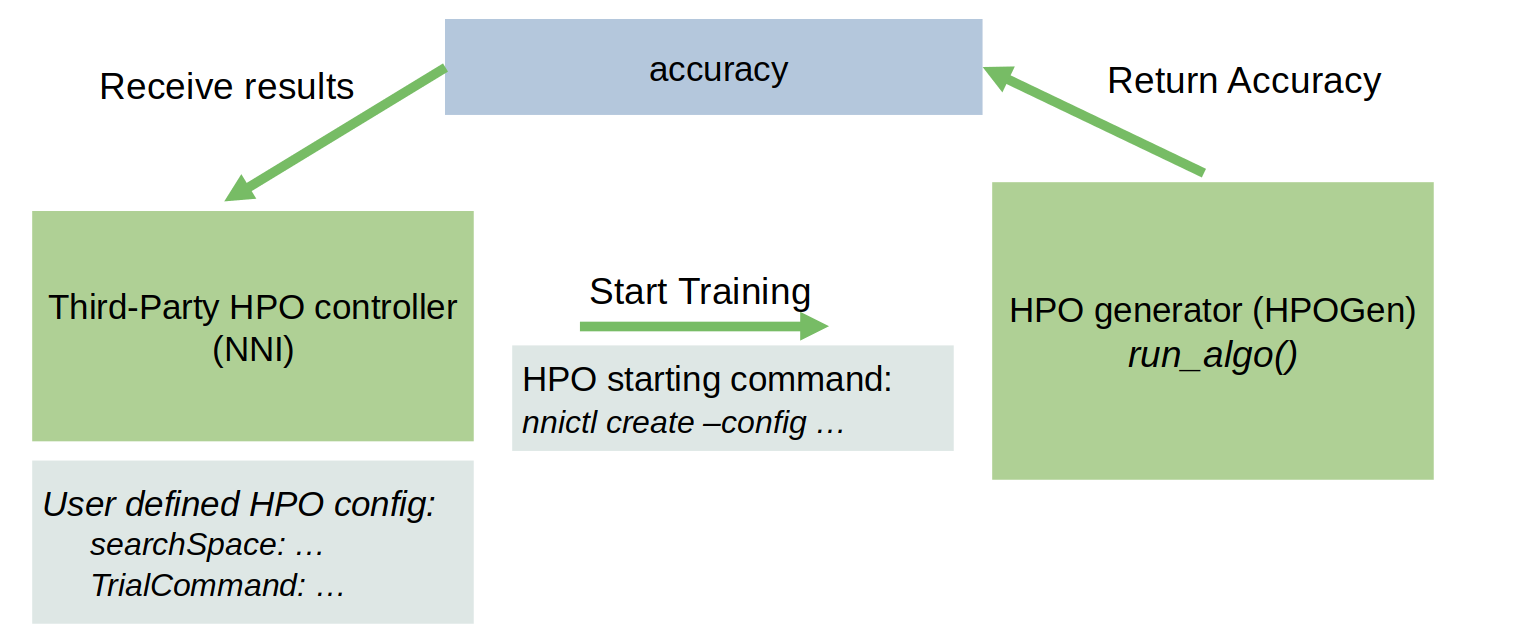 accuracy
Receive results
Return Accuracy
Third-Party HPO controller
(NNI)
Start Training
HPO starting command:
nnictl create –config …
HPO generator (HPOGen)
run_algo()
User defined HPO config:
searchSpace: …
TrialCommand: …